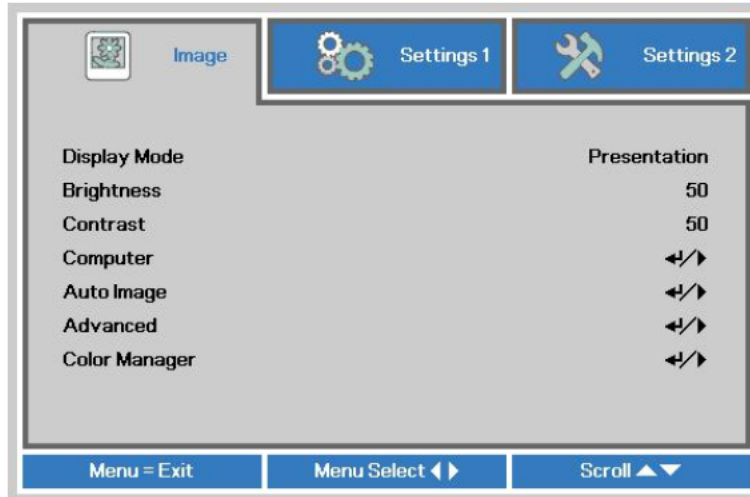 Image
Settings 1
Settings 2
Display Mode Presentation
Brightness 50
Contrast 50
Computer ↵/▶
Auto Image ↵/▶
Advanced ↵/▶
Color Manager ↵/▶
Menu = Exit
Menu Select ◀▶
Scroll ▲▼